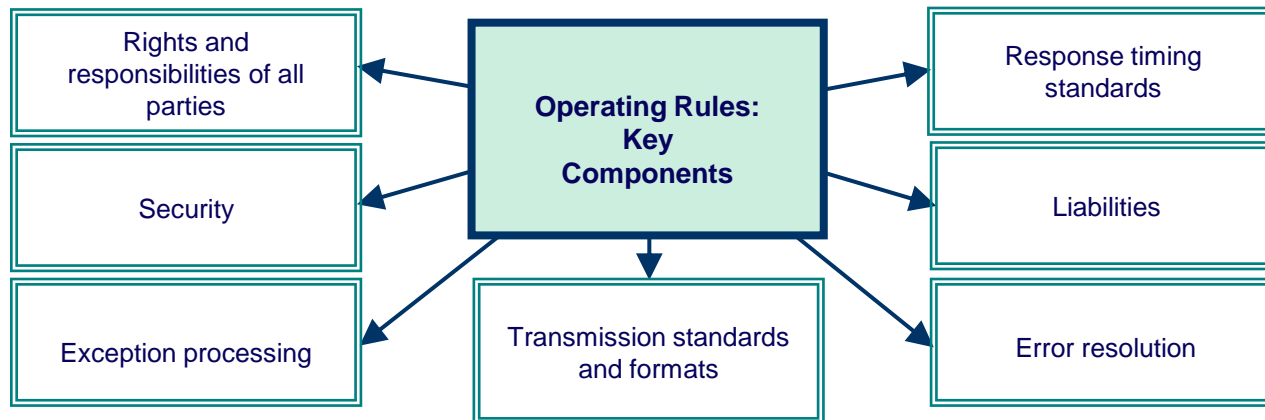 Rights and
responsibilities of all
parties
Operating Rules:
Key
Components
Response timing
standards
Security
Liabilities
Exception processing
Transmission standards
and formats
Error resolution